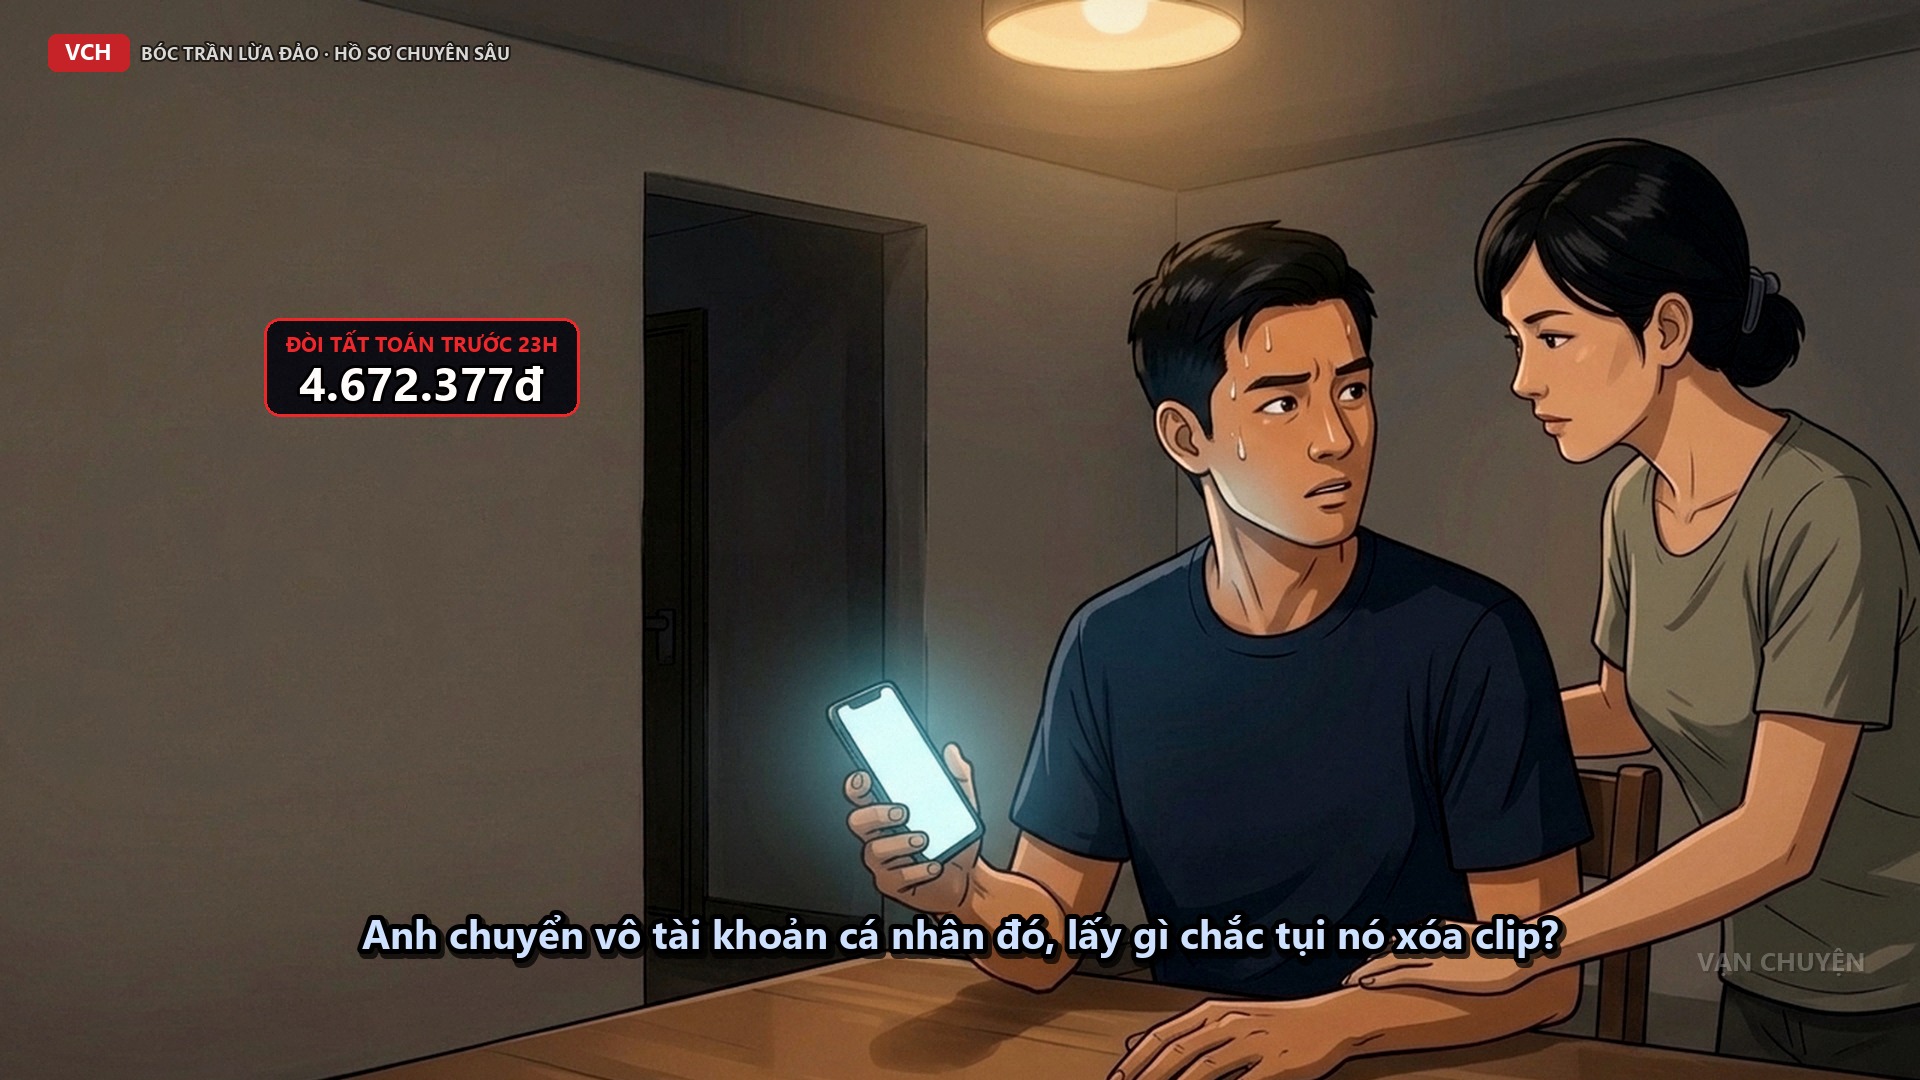 VCH BÓC TRẦN LỪA ĐẢO · HỒ SƠ CHUYÊN SÂU
ĐÒI TẤT TOÁN TRƯỚC 23H
4.672.377đ
Anh chuyển vô tài khoản cá nhân đó, lấy gì chắc tụi nó xóa clip?
VẠN CHUYỆN